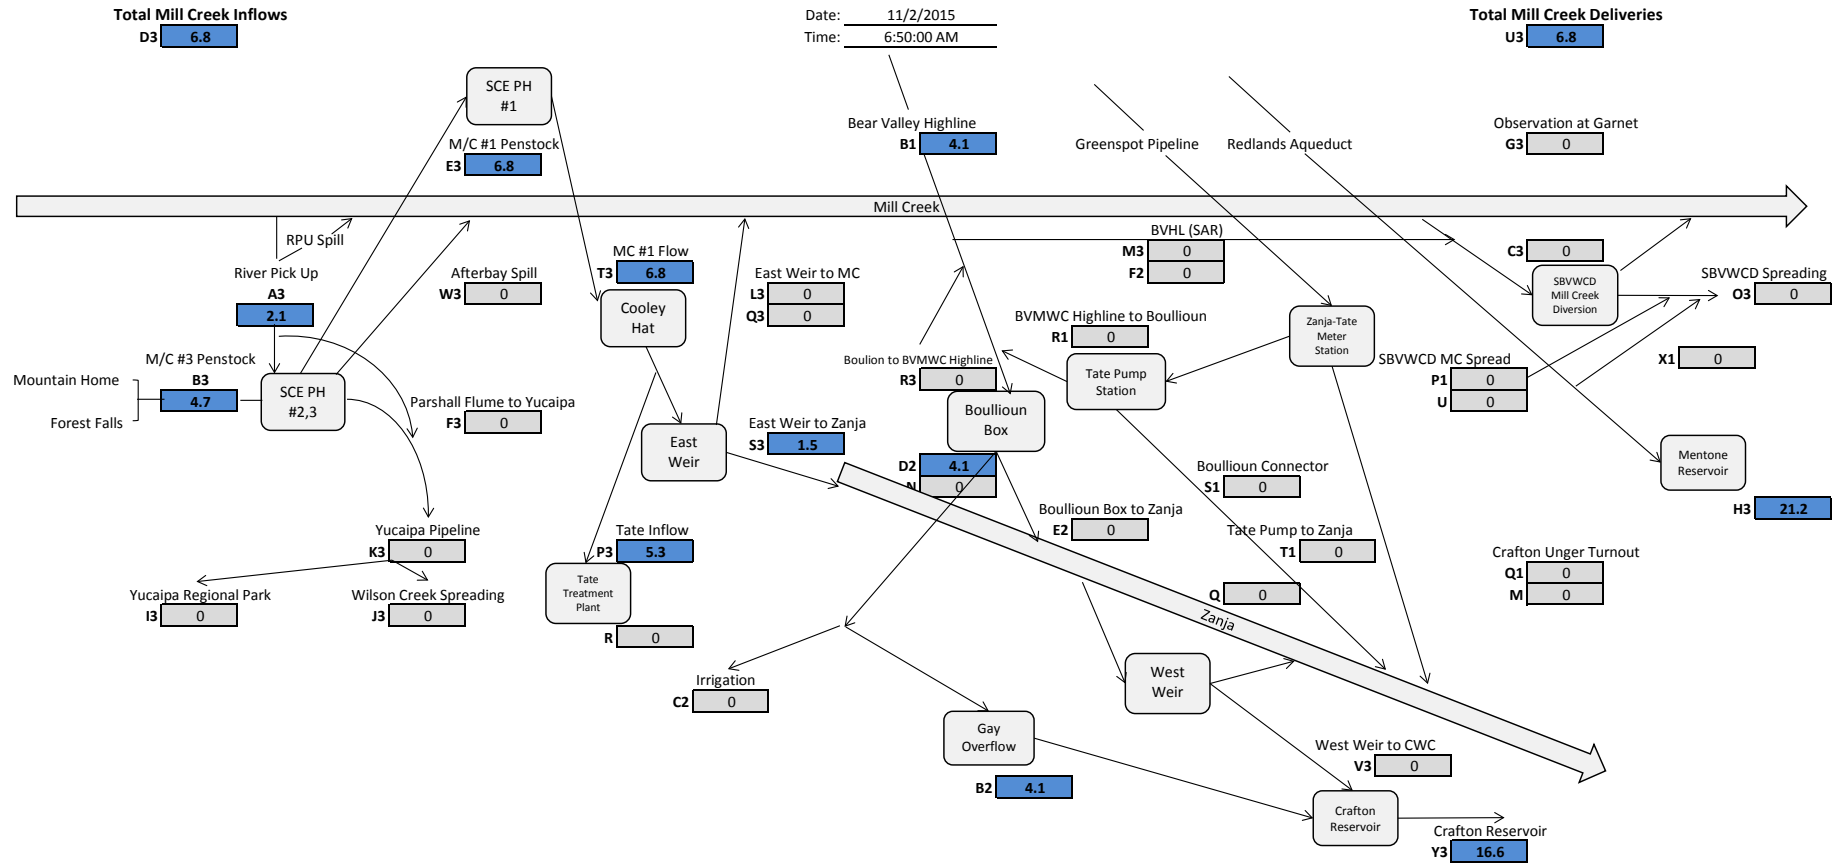 Total Mill Creek Inflows
D3 6.8
Date: 11/2/2015
Time: 6:50:00 AM
Total Mill Creek Deliveries
U3 6.8
SCE PH
#1
M/C #1 Penstock
E3 6.8
Bear Valley Highline
B1 4.1
Greenspot Pipeline
Redlands Aqueduct
Observation at Garnet
G3 0
Mill Creek
RPU Spill
River Pick Up
A3
2.1
Afterbay Spill
W3 0
MC #1 Flow
T3 6.8
Cooley
Hat
East Weir to MC
L3 0
Q3 0
BVHL (SAR)
M3 0
F2 0
C3 0
SBVWCD
Mill Creek
Diversion
SBVWCD Spreading
O3 0
BVMWC Highline to Boullioun
R1 0
Zanja-Tate
Meter
Station
M/C #3 Penstock
B3
4.7
Mountain Home
Forest Falls
SCE PH
#2,3
Parshall Flume to Yucaipa
F3 0
Boulion to BVMWC Highline
R3 0
Tate Pump
Station
SBVWCD MC Spread
P1 0
U 0
X1 0
Boullioun
Box
East
Weir
East Weir to Zanja
S3 1.5
D2 4.1
N 0
Boullioun Connector
S1 0
Mentone
Reservoir
H3 21.2
Boullioun Box to Zanja
E2 0
Tate Pump to Zanja
T1 0
Yucaipa Pipeline
K3 0
Tate Inflow
P3 5.3
Tate
Treatment
Plant
R 0
Crafton Unger Turnout
Q1 0
M 0
Yucaipa Regional Park
I3 0
Wilson Creek Spreading
J3 0
Q 0
Zanja
Irrigation
C2 0
West
Weir
Gay
Overflow
B2 4.1
West Weir to CWC
V3 0
Crafton
Reservoir
Crafton Reservoir
Y3 16.6